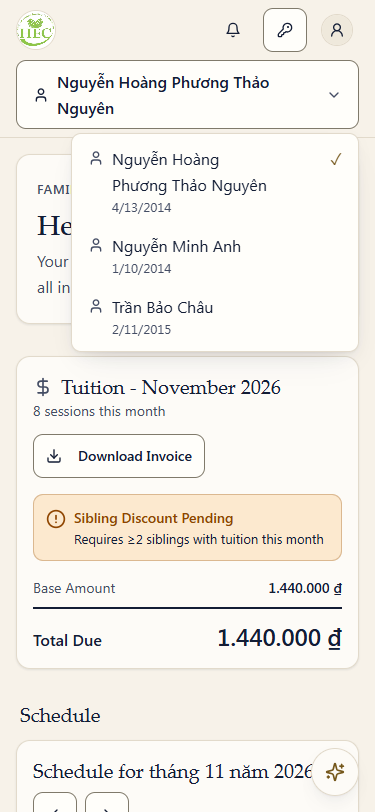 HEC
Nguyễn Hoàng Phương Thảo
Nguyên
Nguyễn Hoàng
Phương Thảo Nguyên
4/13/2014
Nguyễn Minh Anh
1/10/2014
Trần Bảo Châu
2/11/2015
FAMI
He
Your
all in
Tuition - November 2026
8 sessions this month
Download Invoice
Sibling Discount Pending
Requires ≥2 siblings with tuition this month
Base Amount 1.440.000 ₫
Total Due 1.440.000 ₫
Schedule
Schedule for tháng 11 năm 2026